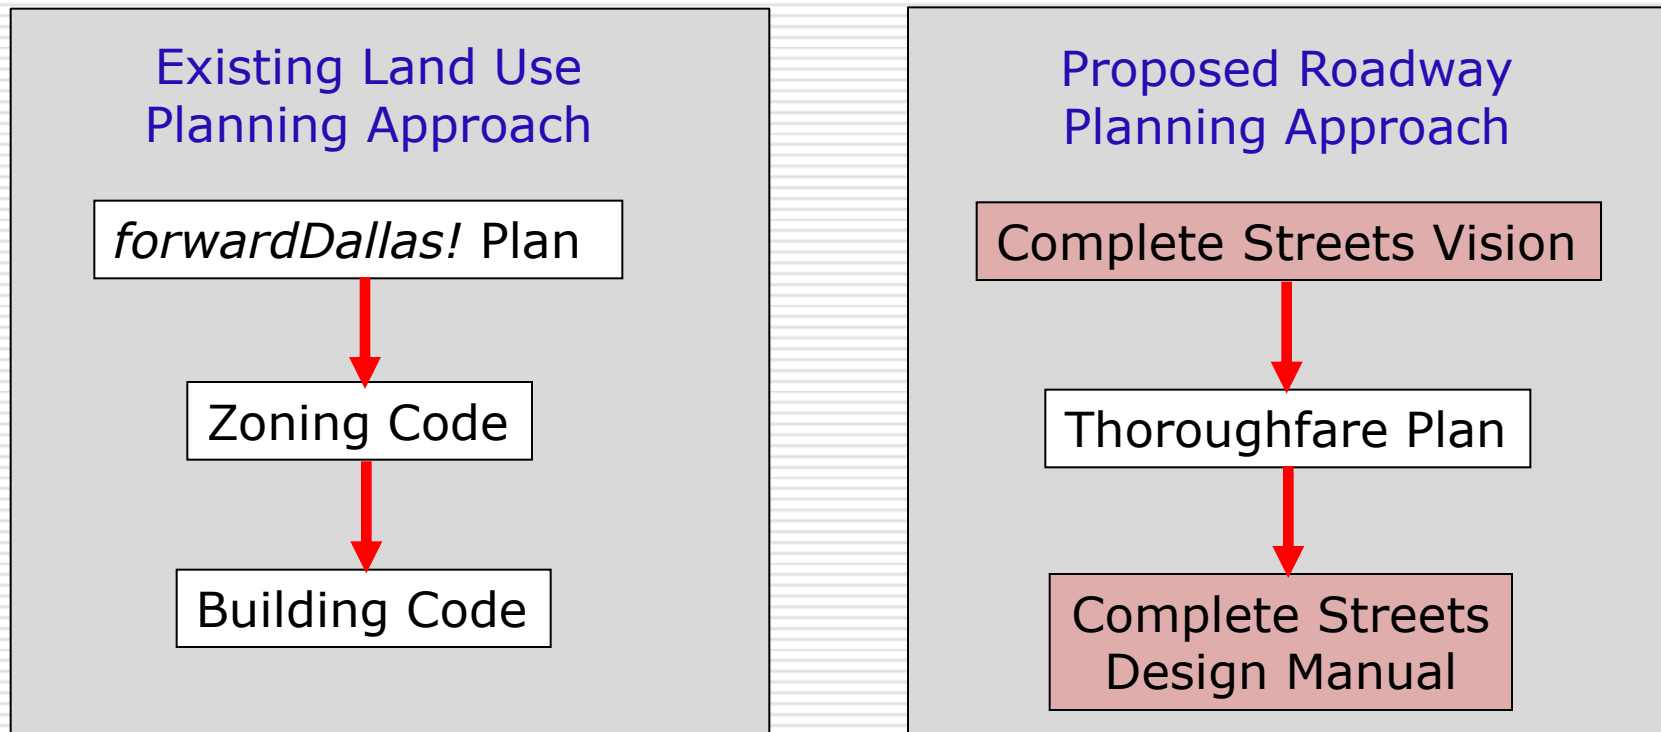 Existing Land Use
Planning Approach
forwardDallas! Plan
Zoning Code
Building Code
Proposed Roadway
Planning Approach
Complete Streets Vision
Thoroughfare Plan
Complete Streets
Design Manual